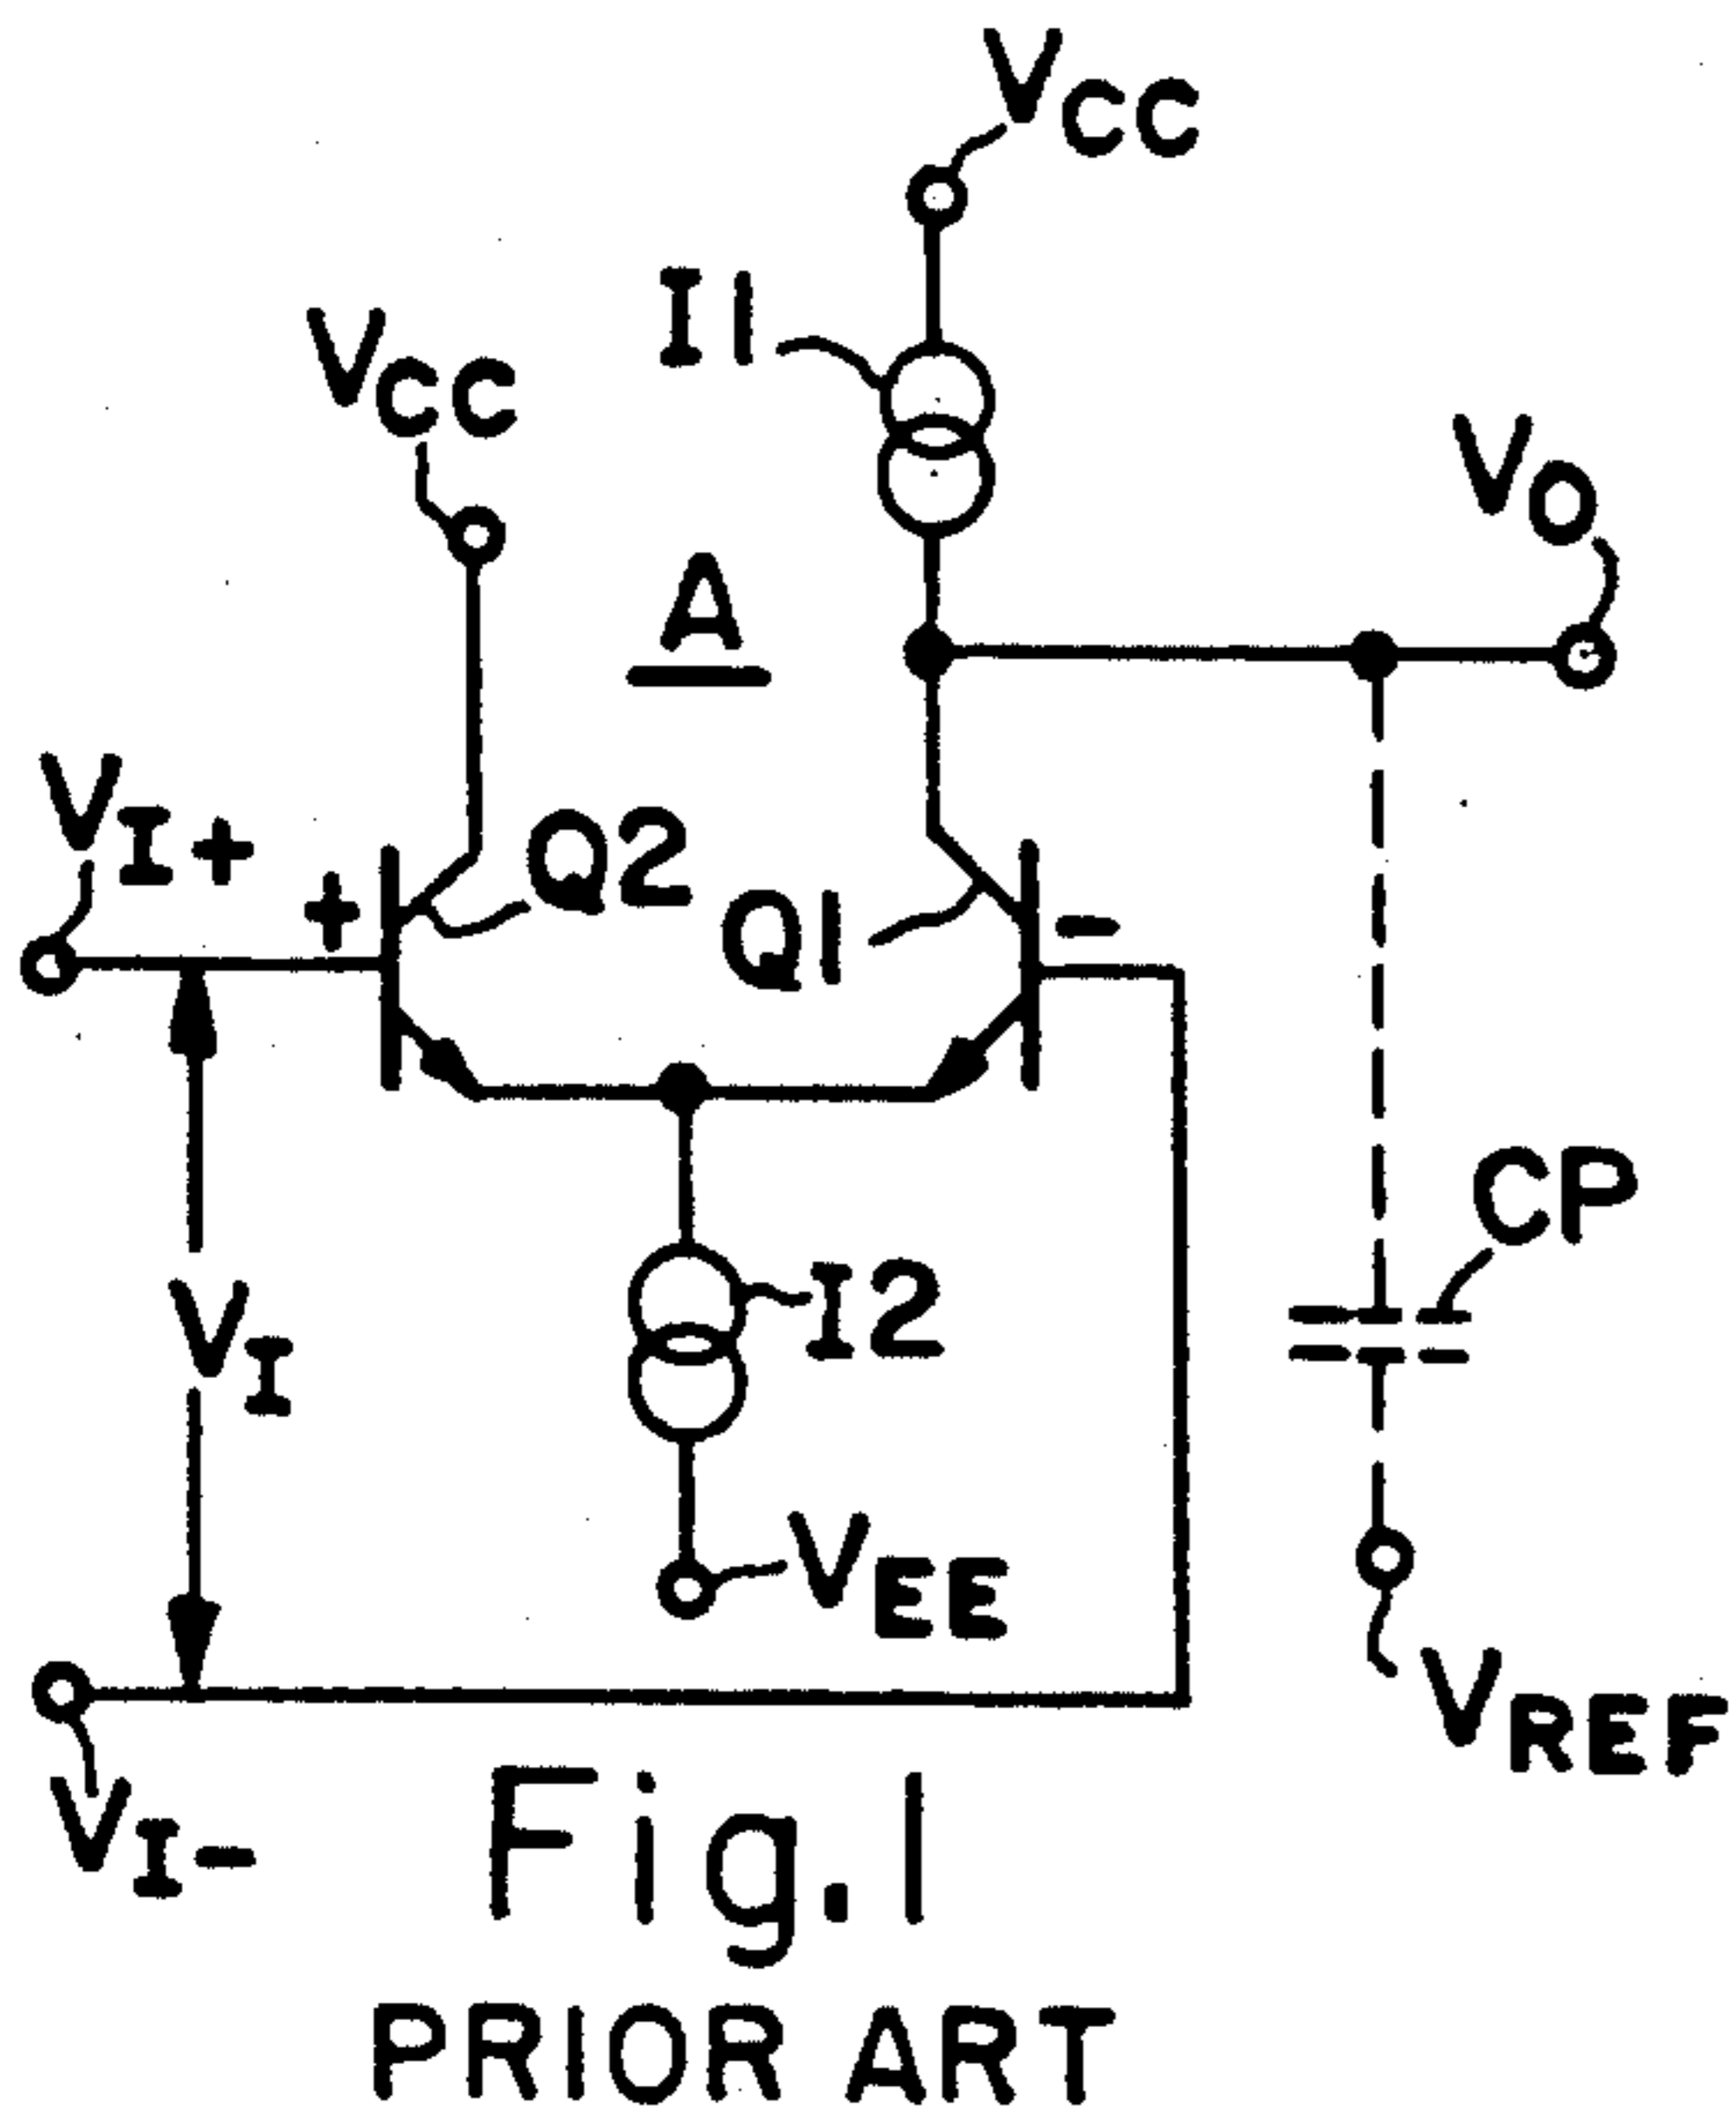 VCC
I1
VCC
VO
A
VI+
+
Q2
Q1
-
CP
I2
VI
VEE
VREF
VI-
Fig.1
PRIOR ART